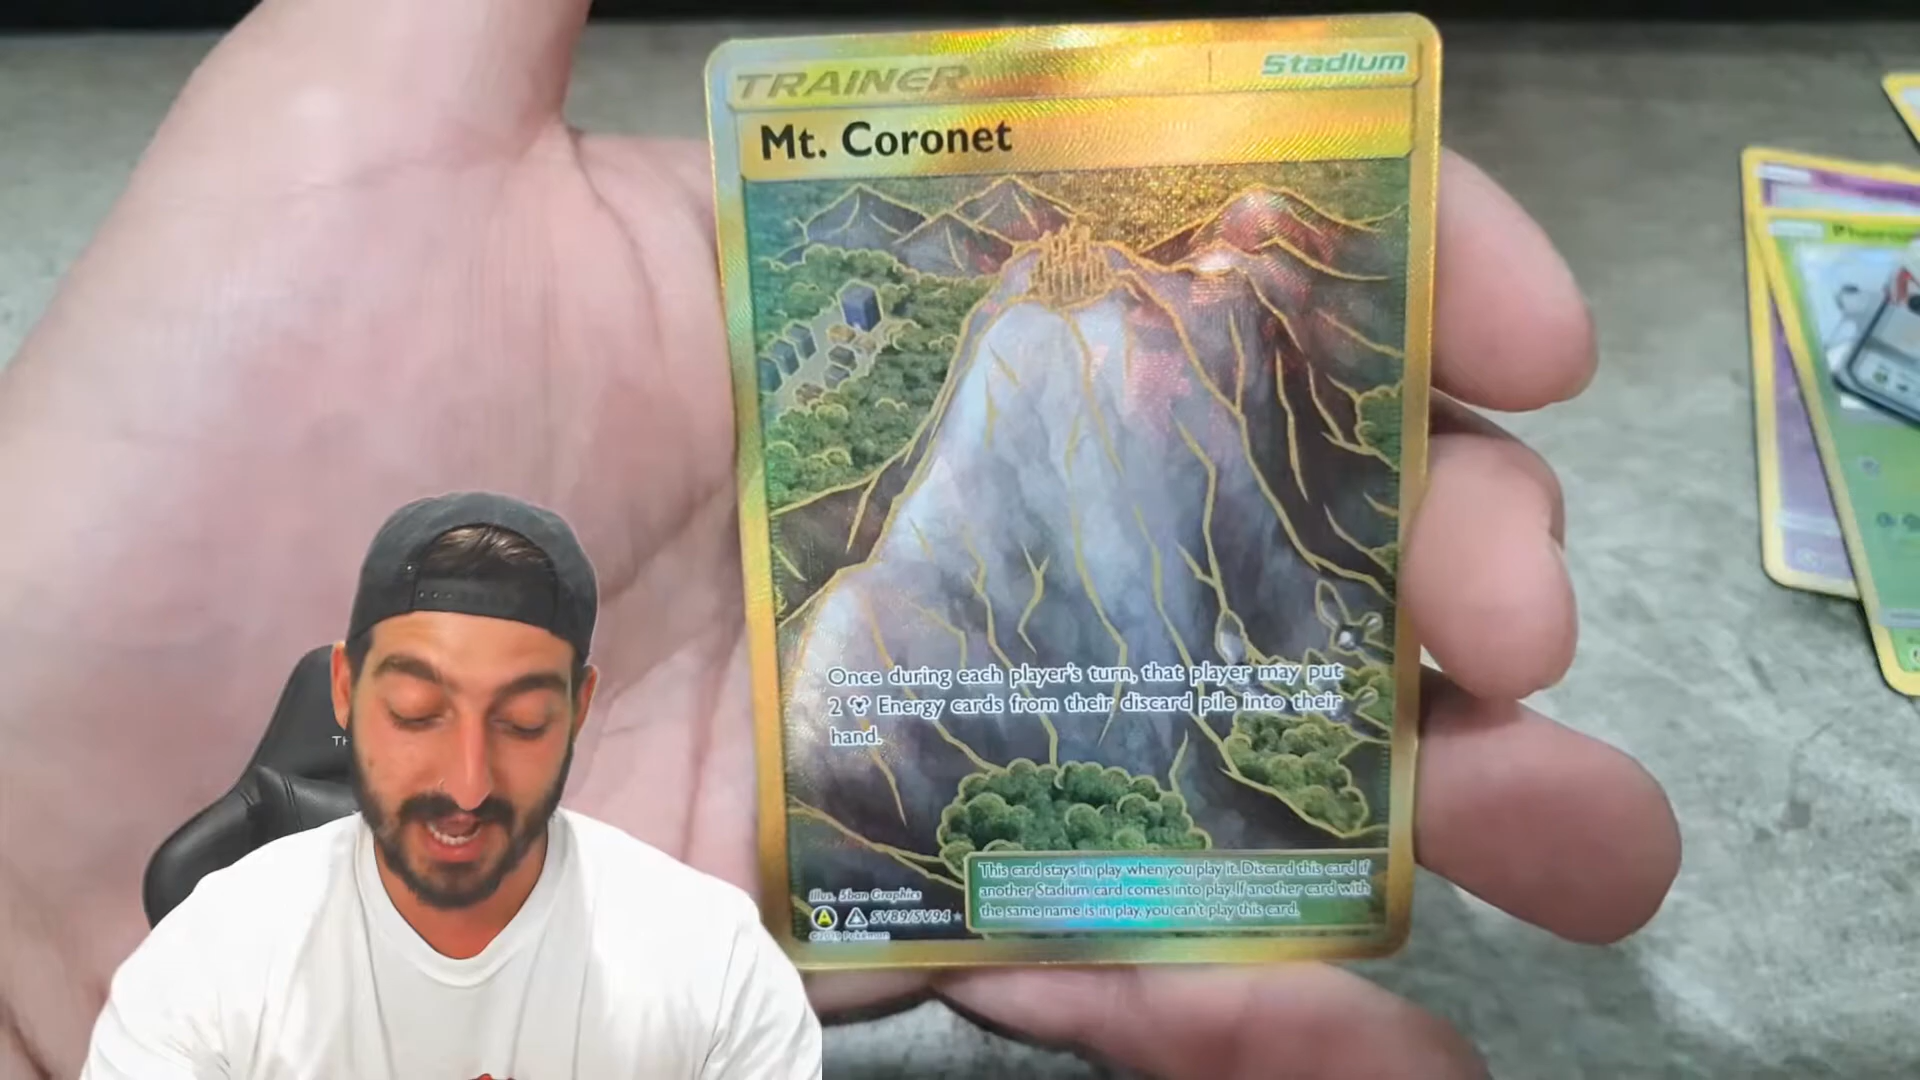 TRAINER
Stadium
Mt. Coronet
Once during each player's turn, that player may put
2 Energy cards from their discard pile into their
hand.
This card stays in play when you play it. Discard this card if
another Stadium card comes into play. If another card with
the same name is in play, you can't play this card.
Illus. 5ban Graphics
A SV89/SV94
©2019 Pokémon
TH